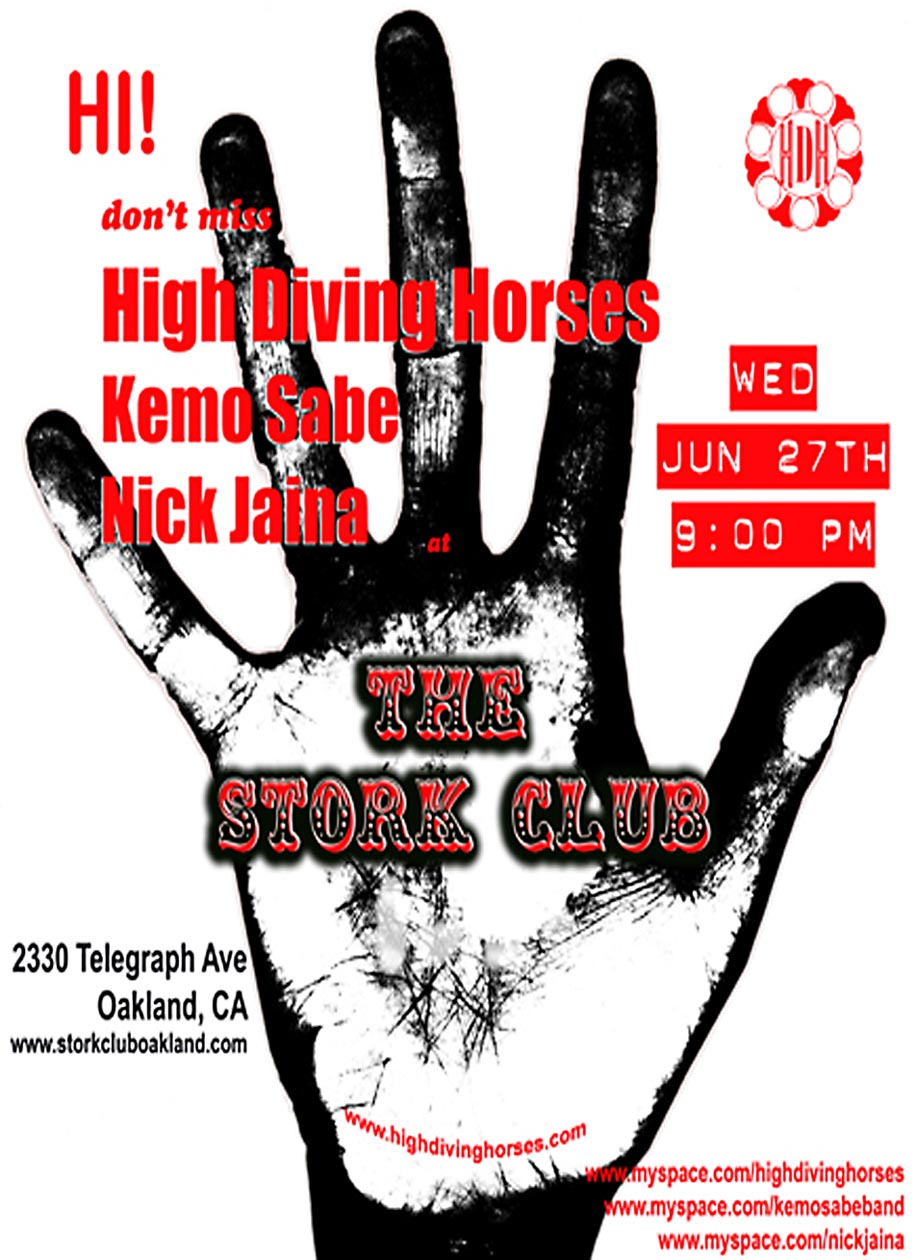 HI!
HDH
don't miss
High Diving Horses
Kemo Sabe
Nick Jaina
at
WED
JUN 27TH
9:00 PM
THE
STORK CLUB
2330 Telegraph Ave
Oakland, CA
www.storkcluboakland.com
www.highdivinghorses.com
www.myspace.com/highdivinghorses
www.myspace.com/kemosabeband
www.myspace.com/nickjaina